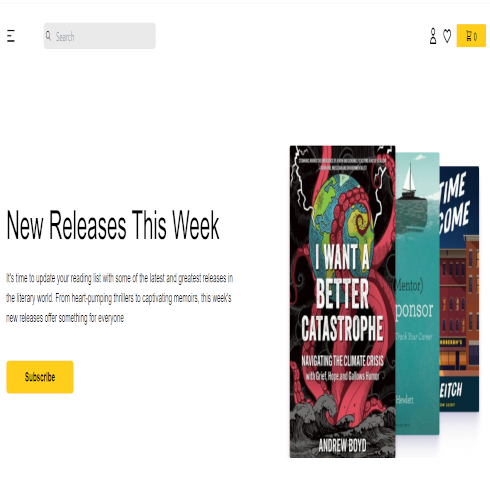 Search
0
New Releases This Week
It's time to update your reading list with some of the latest and greatest releases in
the literary world. From heart-pumping thrillers to captivating memoirs, this week's
new releases offer something for everyone
Subscribe
I WANT A
BETTER
CATASTROPHE
NAVIGATING THE CLIMATE CRISIS
with Grief, Hope, and Gallows Humor
ANDREW BOYD
(Mentor)
ponsor
Track Your Career
Hewlett
TIME
COME
EITCH